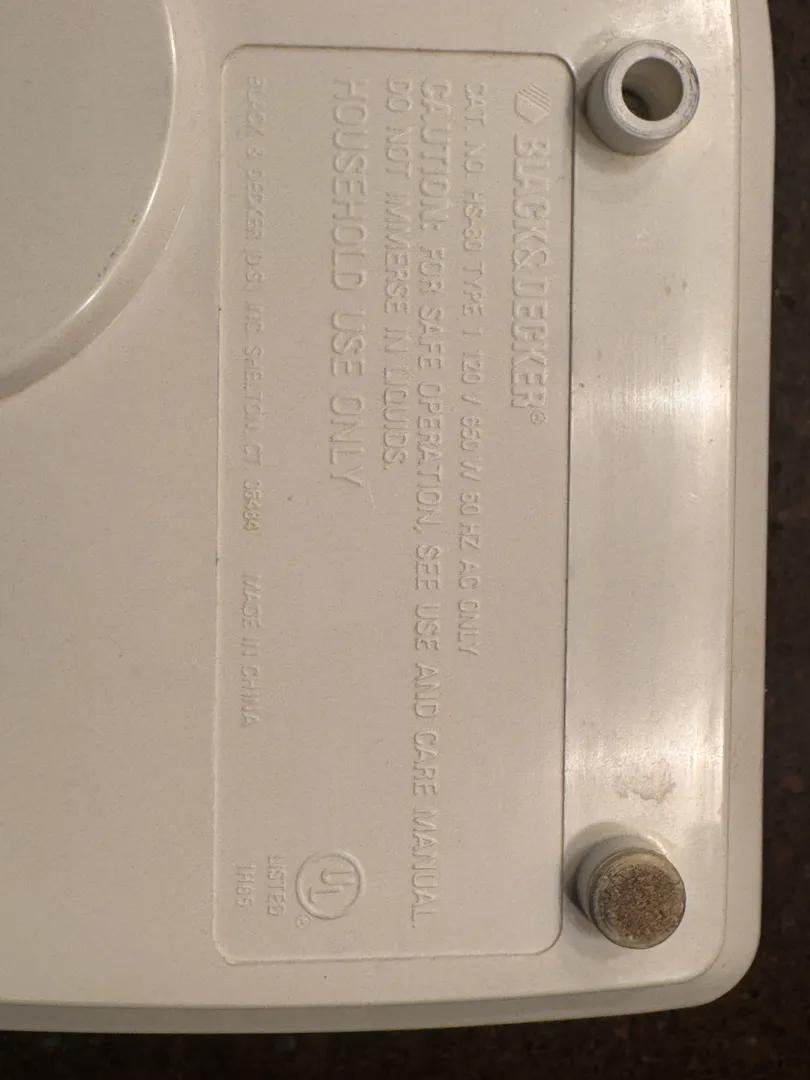 BLACK&DECKER®
CAT. NO. HS-80 TYPE 1 120 V 650 W 60 HZ AC ONLY
CAUTION: FOR SAFE OPERATION, SEE USE AND CARE MANUAL.
DO NOT IMMERSE IN LIQUIDS.
HOUSEHOLD USE ONLY
BLACK & DECKER U.S. INC. SHELTON, CT 06484 MADE IN CHINA
UL®
LISTED
1H86